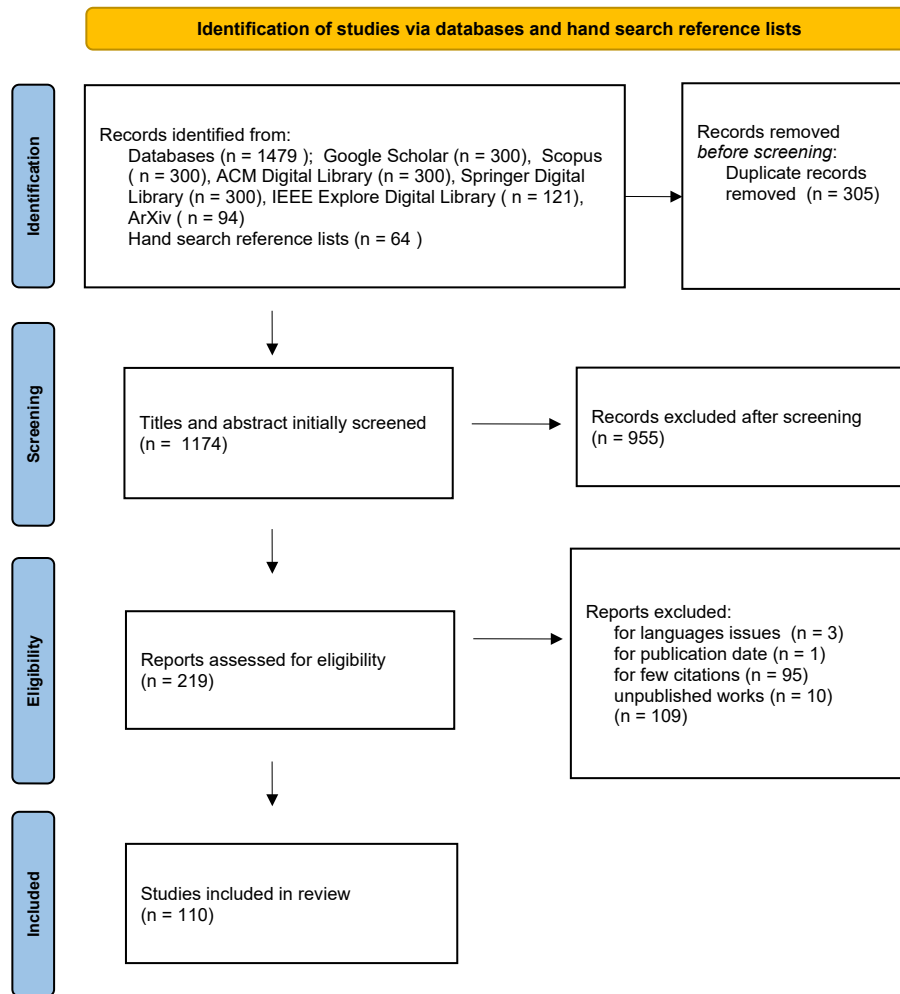 Identification of studies via databases and hand search reference lists
Identification
Records identified from:
Databases (n = 1479 ); Google Scholar (n = 300), Scopus
( n = 300), ACM Digital Library (n = 300), Springer Digital
Library (n = 300), IEEE Explore Digital Library ( n = 121),
ArXiv ( n = 94)
Hand search reference lists (n = 64 )
Records removed
before screening:
Duplicate records
removed (n = 305)
Screening
Titles and abstract initially screened
(n = 1174)
Records excluded after screening
(n = 955)
Eligibility
Reports assessed for eligibility
(n = 219)
Reports excluded:
for languages issues (n = 3)
for publication date (n = 1)
for few citations (n = 95)
unpublished works (n = 10)
(n = 109)
Included
Studies included in review
(n = 110)